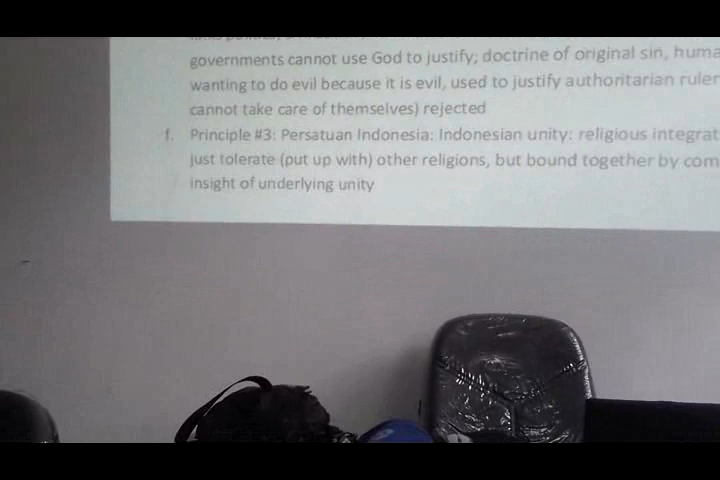 governments cannot use God to justify; doctrine of original sin, huma
wanting to do evil because it is evil, used to justify authoritarian ruler
cannot take care of themselves) rejected
f. Principle #3: Persatuan Indonesia: Indonesian unity: religious integrat
just tolerate (put up with) other religions, but bound together by com
insight of underlying unity